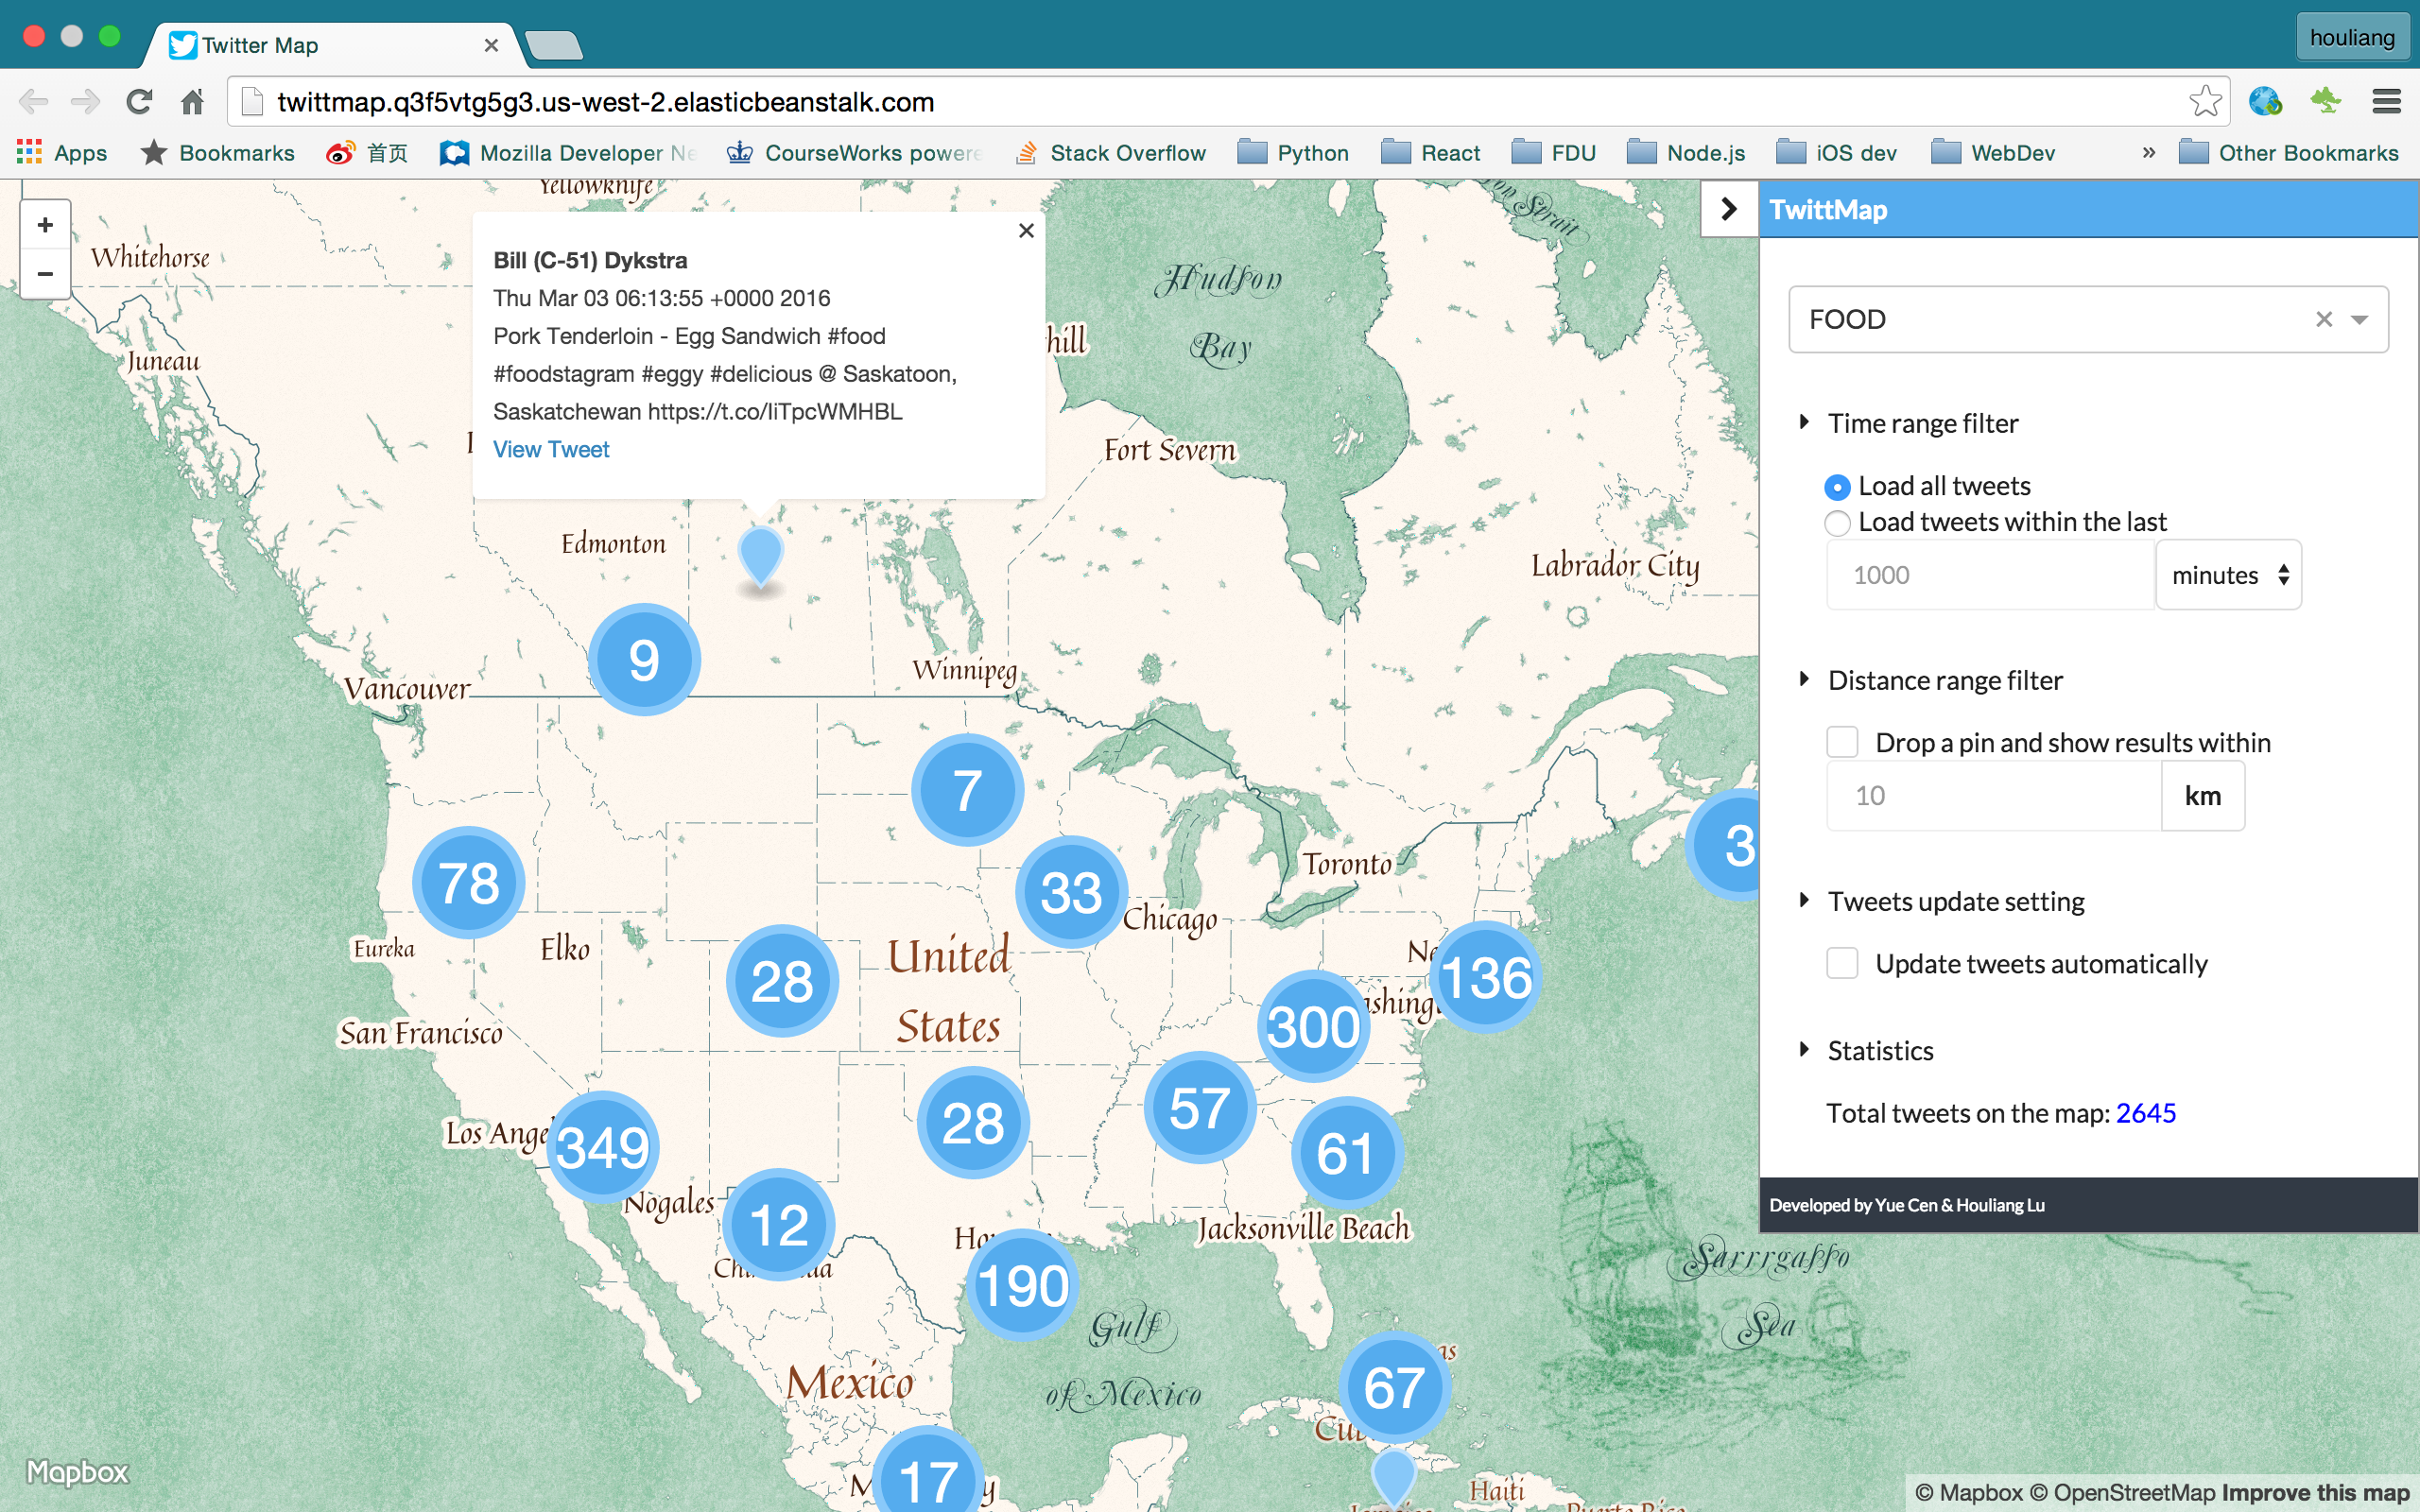 Twitter Map
houliang
twittmap.q3f5vtg5g3.us-west-2.elasticbeanstalk.com
Apps
Bookmarks
首页
Mozilla Developer Ne
CourseWorks powere
Stack Overflow
Python
React
FDU
Node.js
iOS dev
WebDev
»
Other Bookmarks
+
−
Yellowknife
Whitehorse
Juneau
Bill (C-51) Dykstra
Thu Mar 03 06:13:55 +0000 2016
Pork Tenderloin - Egg Sandwich #food
#foodstagram #eggy #delicious @ Saskatoon,
View Tweet
hill
Hudson
Bay
Strait
Fort Severn
Labrador City
Edmonton
Vancouver
Winnipeg
9
7
78
33
3
Toronto
Chicago
Eureka
Elko
28
United
States
Ne
136
300
ashingt
San Francisco
Los Ange
349
28
57
61
Nogales
12
Ho
190
Jacksonville Beach
Gulf
of Mexico
Sarrrgasso
Sea
Mexico
67
as
Cu
17
M
y
Haiti
TwittMap
FOOD
Time range filter
Load all tweets
Load tweets within the last
1000
minutes
Distance range filter
Drop a pin and show results within
10
km
Tweets update setting
Update tweets automatically
Statistics
Total tweets on the map: 2645
Developed by Yue Cen & Houliang Lu
Mapbox
© Mapbox © OpenStreetMap Improve this map